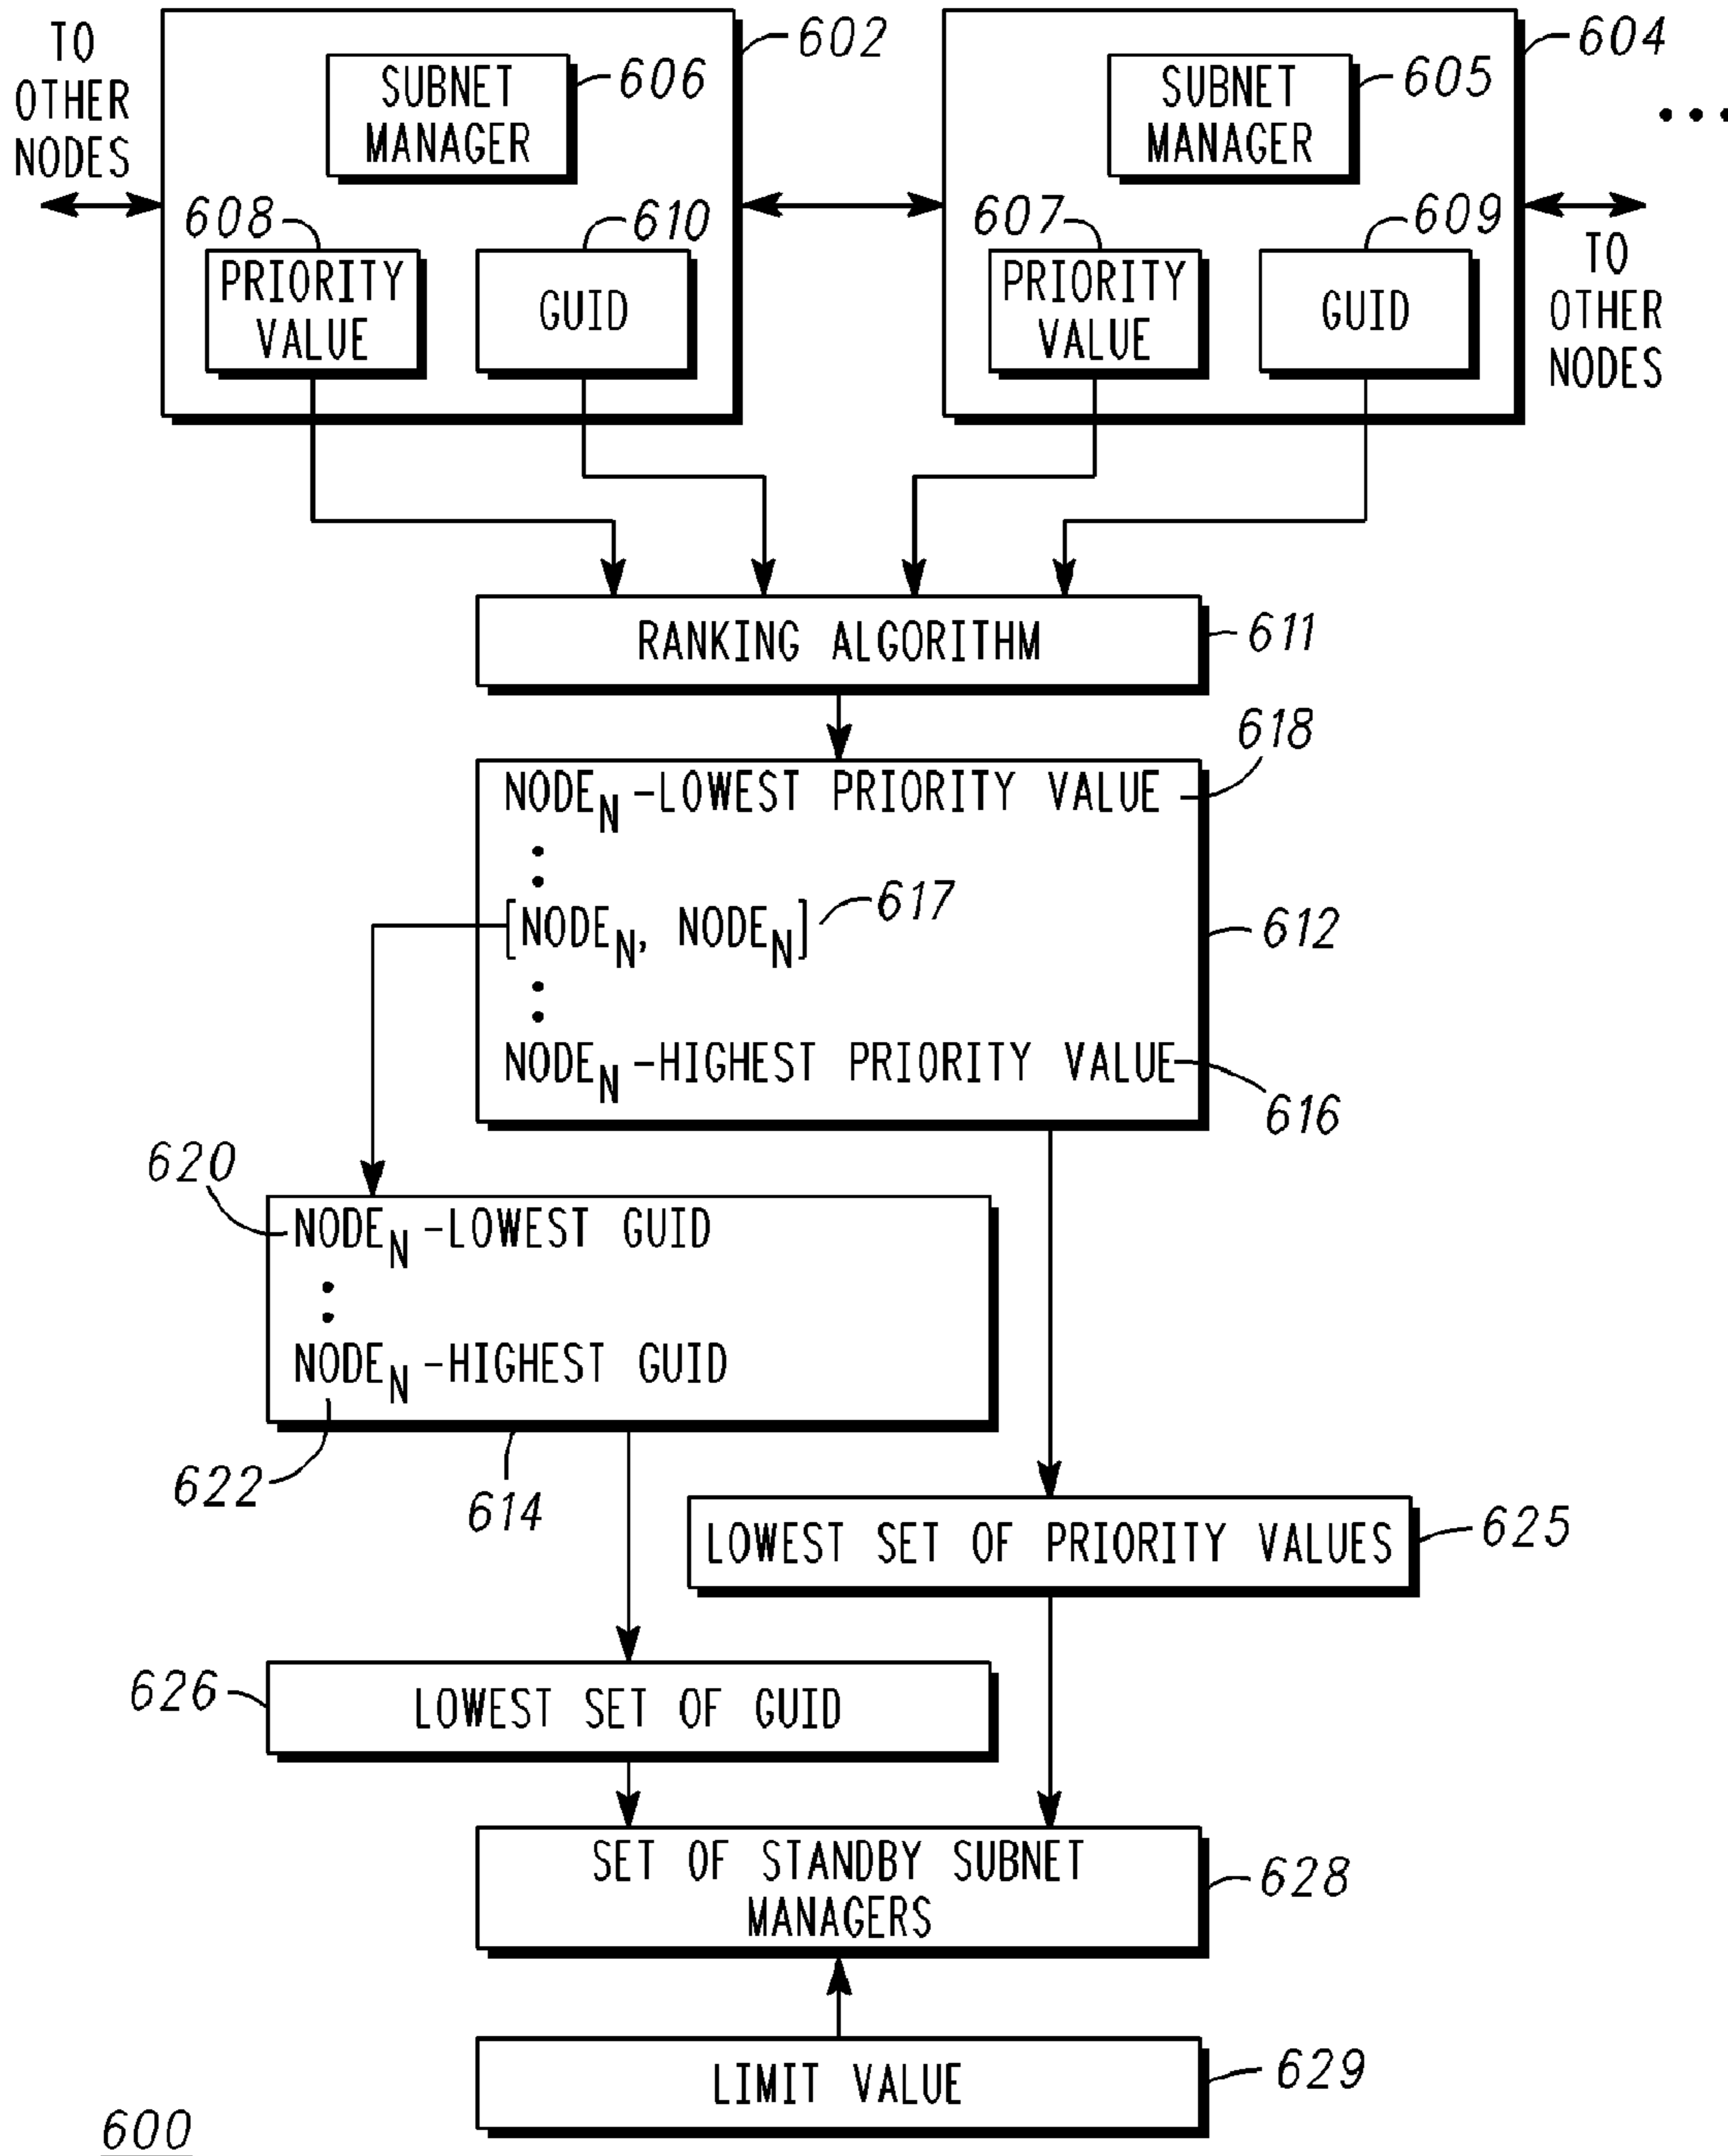 TO
OTHER
NODES
602
SUBNET
MANAGER
606
608
PRIORITY
VALUE
610
GUID
604
SUBNET
MANAGER
605
607
PRIORITY
VALUE
609
GUID
TO
OTHER
NODES
RANKING ALGORITHM
611
NODEN -LOWEST PRIORITY VALUE
618
[NODEN, NODEN]
617
612
NODEN -HIGHEST PRIORITY VALUE
616
620
NODEN -LOWEST GUID
NODEN -HIGHEST GUID
622
614
LOWEST SET OF PRIORITY VALUES
625
626
LOWEST SET OF GUID
SET OF STANDBY SUBNET
MANAGERS
628
LIMIT VALUE
629
600